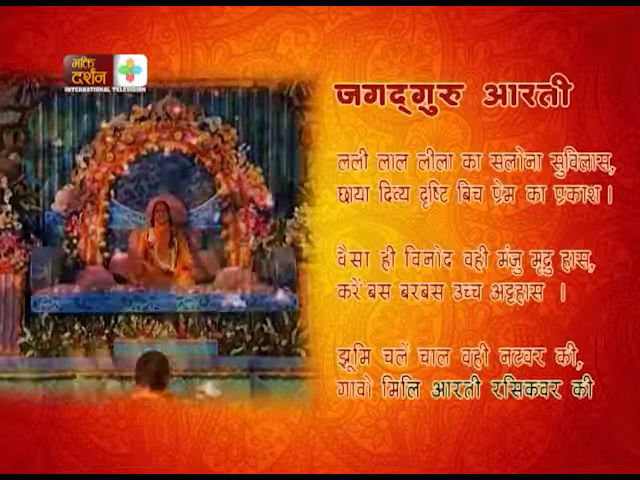 भक्ति
दर्शन
INTERNATIONAL TELEVISION
जगद्गुरु आरती
लली लाल लीला का सलोना सुविलास,
छाया दिव्य दृष्टि बिच प्रेम का प्रकाश।
वैसा ही विनोद वही मंजु मृदु हास,
करें बस बरबस उच्च अट्टहास ।
झूमि चलें चाल वही नटवर की,
गावो मिलि आरती रसिकवर की